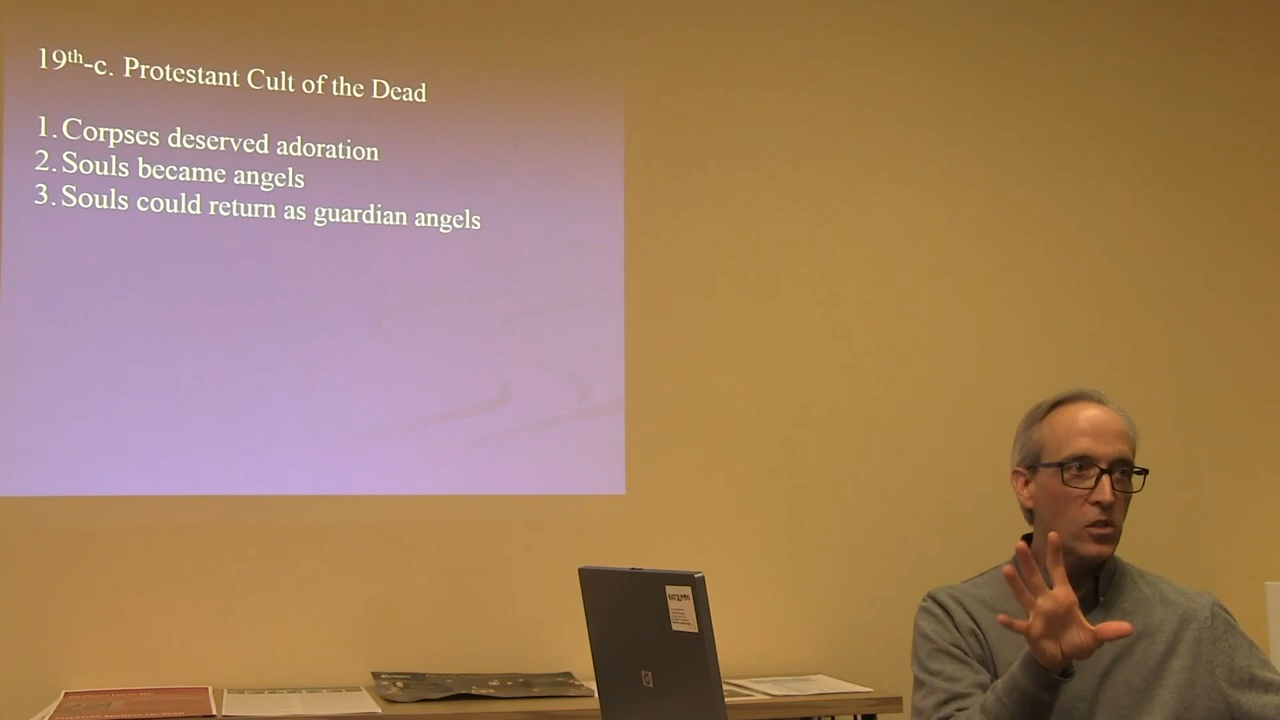 19th-c. Protestant Cult of the Dead
1. Corpses deserved adoration
2. Souls became angels
3. Souls could return as guardian angels
hp